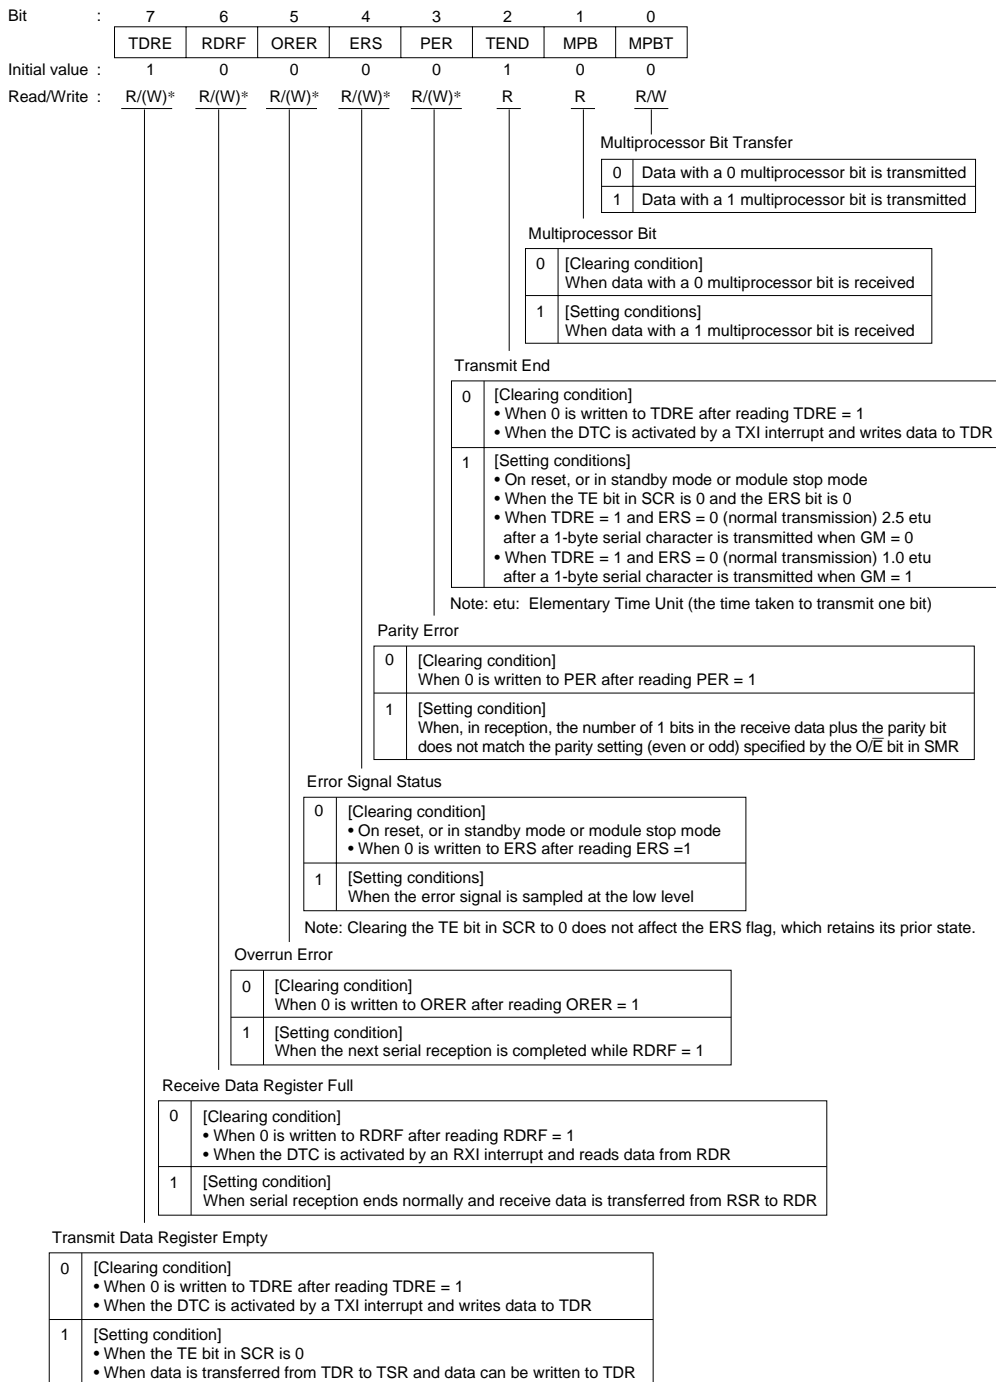 Bit : 7 6 5 4 3 2 1 0
TDRE RDRF ORER ERS PER TEND MPB MPBT
Initial value : 1 0 0 0 0 1 0 0
Read/Write : R/(W)* R/(W)* R/(W)* R/(W)* R/(W)* R R R/W
Multiprocessor Bit Transfer
0 Data with a 0 multiprocessor bit is transmitted
1 Data with a 1 multiprocessor bit is transmitted
Multiprocessor Bit
0 [Clearing condition]
When data with a 0 multiprocessor bit is received
1 [Setting conditions]
When data with a 1 multiprocessor bit is received
Transmit End
0 [Clearing condition]
• When 0 is written to TDRE after reading TDRE = 1
• When the DTC is activated by a TXI interrupt and writes data to TDR
1 [Setting conditions]
• On reset, or in standby mode or module stop mode
• When the TE bit in SCR is 0 and the ERS bit is 0
• When TDRE = 1 and ERS = 0 (normal transmission) 2.5 etu
after a 1-byte serial character is transmitted when GM = 0
• When TDRE = 1 and ERS = 0 (normal transmission) 1.0 etu
after a 1-byte serial character is transmitted when GM = 1
Note: etu: Elementary Time Unit (the time taken to transmit one bit)
Parity Error
0 [Clearing condition]
When 0 is written to PER after reading PER = 1
1 [Setting condition]
When, in reception, the number of 1 bits in the receive data plus the parity bit
does not match the parity setting (even or odd) specified by the O/E̅ bit in SMR
Error Signal Status
0 [Clearing condition]
• On reset, or in standby mode or module stop mode
• When 0 is written to ERS after reading ERS =1
1 [Setting conditions]
When the error signal is sampled at the low level
Note: Clearing the TE bit in SCR to 0 does not affect the ERS flag, which retains its prior state.
Overrun Error
0 [Clearing condition]
When 0 is written to ORER after reading ORER = 1
1 [Setting condition]
When the next serial reception is completed while RDRF = 1
Receive Data Register Full
0 [Clearing condition]
• When 0 is written to RDRF after reading RDRF = 1
• When the DTC is activated by an RXI interrupt and reads data from RDR
1 [Setting condition]
When serial reception ends normally and receive data is transferred from RSR to RDR
Transmit Data Register Empty
0 [Clearing condition]
• When 0 is written to TDRE after reading TDRE = 1
• When the DTC is activated by a TXI interrupt and writes data to TDR
1 [Setting condition]
• When the TE bit in SCR is 0
• When data is transferred from TDR to TSR and data can be written to TDR